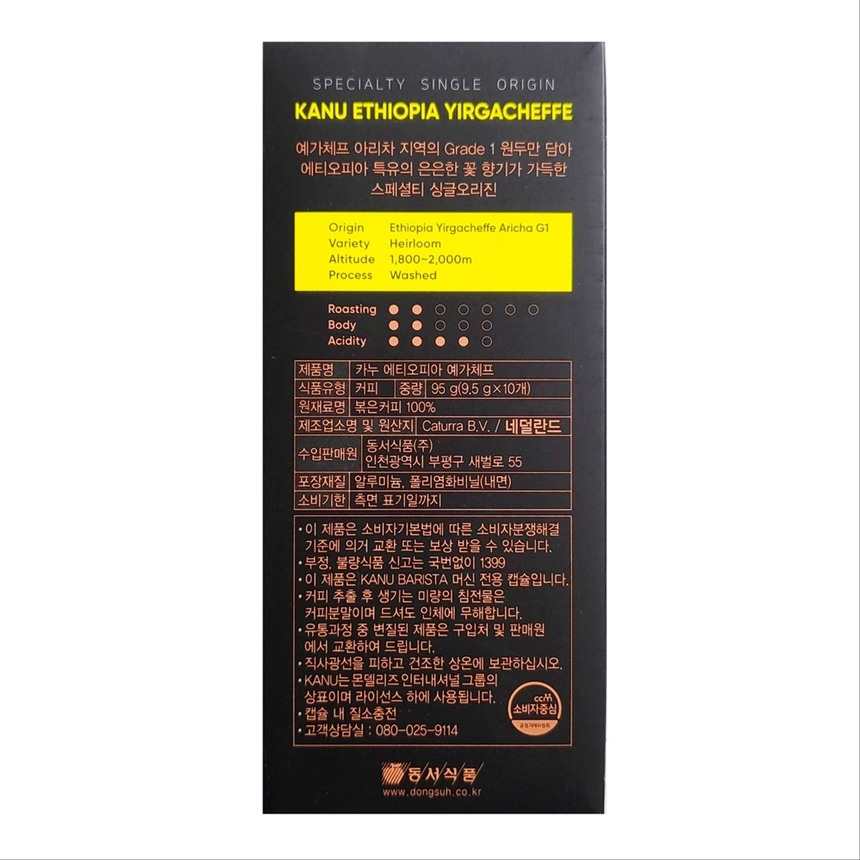 SPECIALTY SINGLE ORIGIN
KANU ETHIOPIA YIRGACHEFFE
예가체프 아리차 지역의 Grade 1 원두만 담아
에티오피아 특유의 은은한 꽃 향기가 가득한
스페셜티 싱글오리진
Origin Ethiopia Yirgacheffe Aricha G1
Variety Heirloom
Altitude 1,800~2,000m
Process Washed
Roasting
Body
Acidity
제품명 카누 에티오피아 예가체프
식품유형 커피 중량 95 g(9.5 g×10개)
원재료명 볶은커피 100%
제조업소명 및 원산지 Caturra B.V. / 네덜란드
수입판매원 동서식품(주)
인천광역시 부평구 새벌로 55
포장재질 알루미늄, 폴리염화비닐(내면)
소비기한 측면 표기일까지
• 이 제품은 소비자기본법에 따른 소비자분쟁해결
기준에 의거 교환 또는 보상 받을 수 있습니다.
• 부정, 불량식품 신고는 국번없이 1399
• 이 제품은 KANU BARISTA 머신 전용 캡슐입니다.
• 커피 추출 후 생기는 미량의 침전물은
커피분말이며 드셔도 인체에 무해합니다.
• 유통과정 중 변질된 제품은 구입처 및 판매원
에서 교환하여 드립니다.
• 직사광선을 피하고 건조한 상온에 보관하십시오.
• KANU는 몬델리즈 인터내셔널 그룹의
상표이며 라이선스 하에 사용됩니다.
• 캡슐 내 질소충전
• 고객상담실 : 080-025-9114
ccm
소비자중심
공정거래위원회
동서식품
www.dongsuh.co.kr